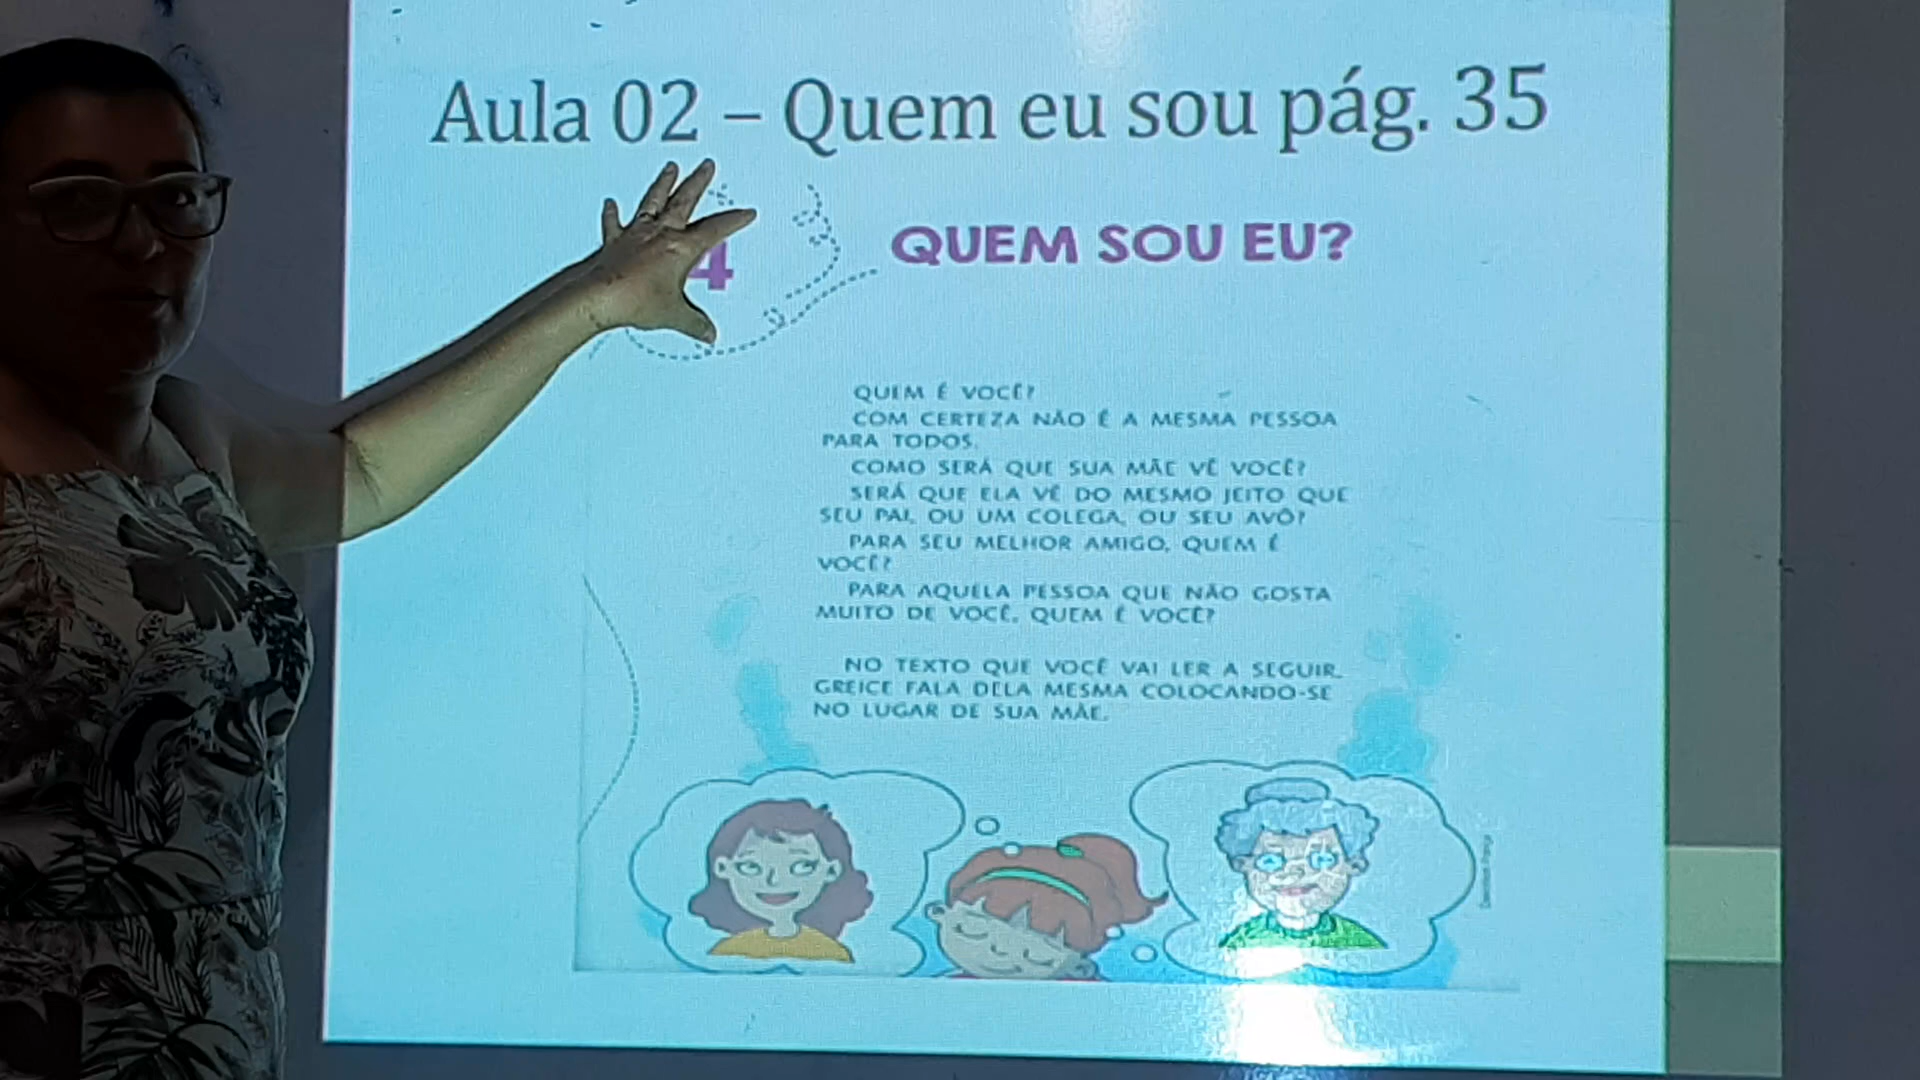 Aula 02 – Quem eu sou pág. 35
4
QUEM SOU EU?
QUEM É VOCÊ?
COM CERTEZA NÃO É A MESMA PESSOA
PARA TODOS.
COMO SERÁ QUE SUA MÃE VÊ VOCÊ?
SERÁ QUE ELA VÊ DO MESMO JEITO QUE
SEU PAI, OU UM COLEGA, OU SEU AVÔ?
PARA SEU MELHOR AMIGO, QUEM É
VOCÊ?
PARA AQUELA PESSOA QUE NÃO GOSTA
MUITO DE VOCÊ, QUEM É VOCÊ?
NO TEXTO QUE VOCÊ VAI LER A SEGUIR,
GREICE FALA DELA MESMA COLOCANDO-SE
NO LUGAR DE SUA MÃE.